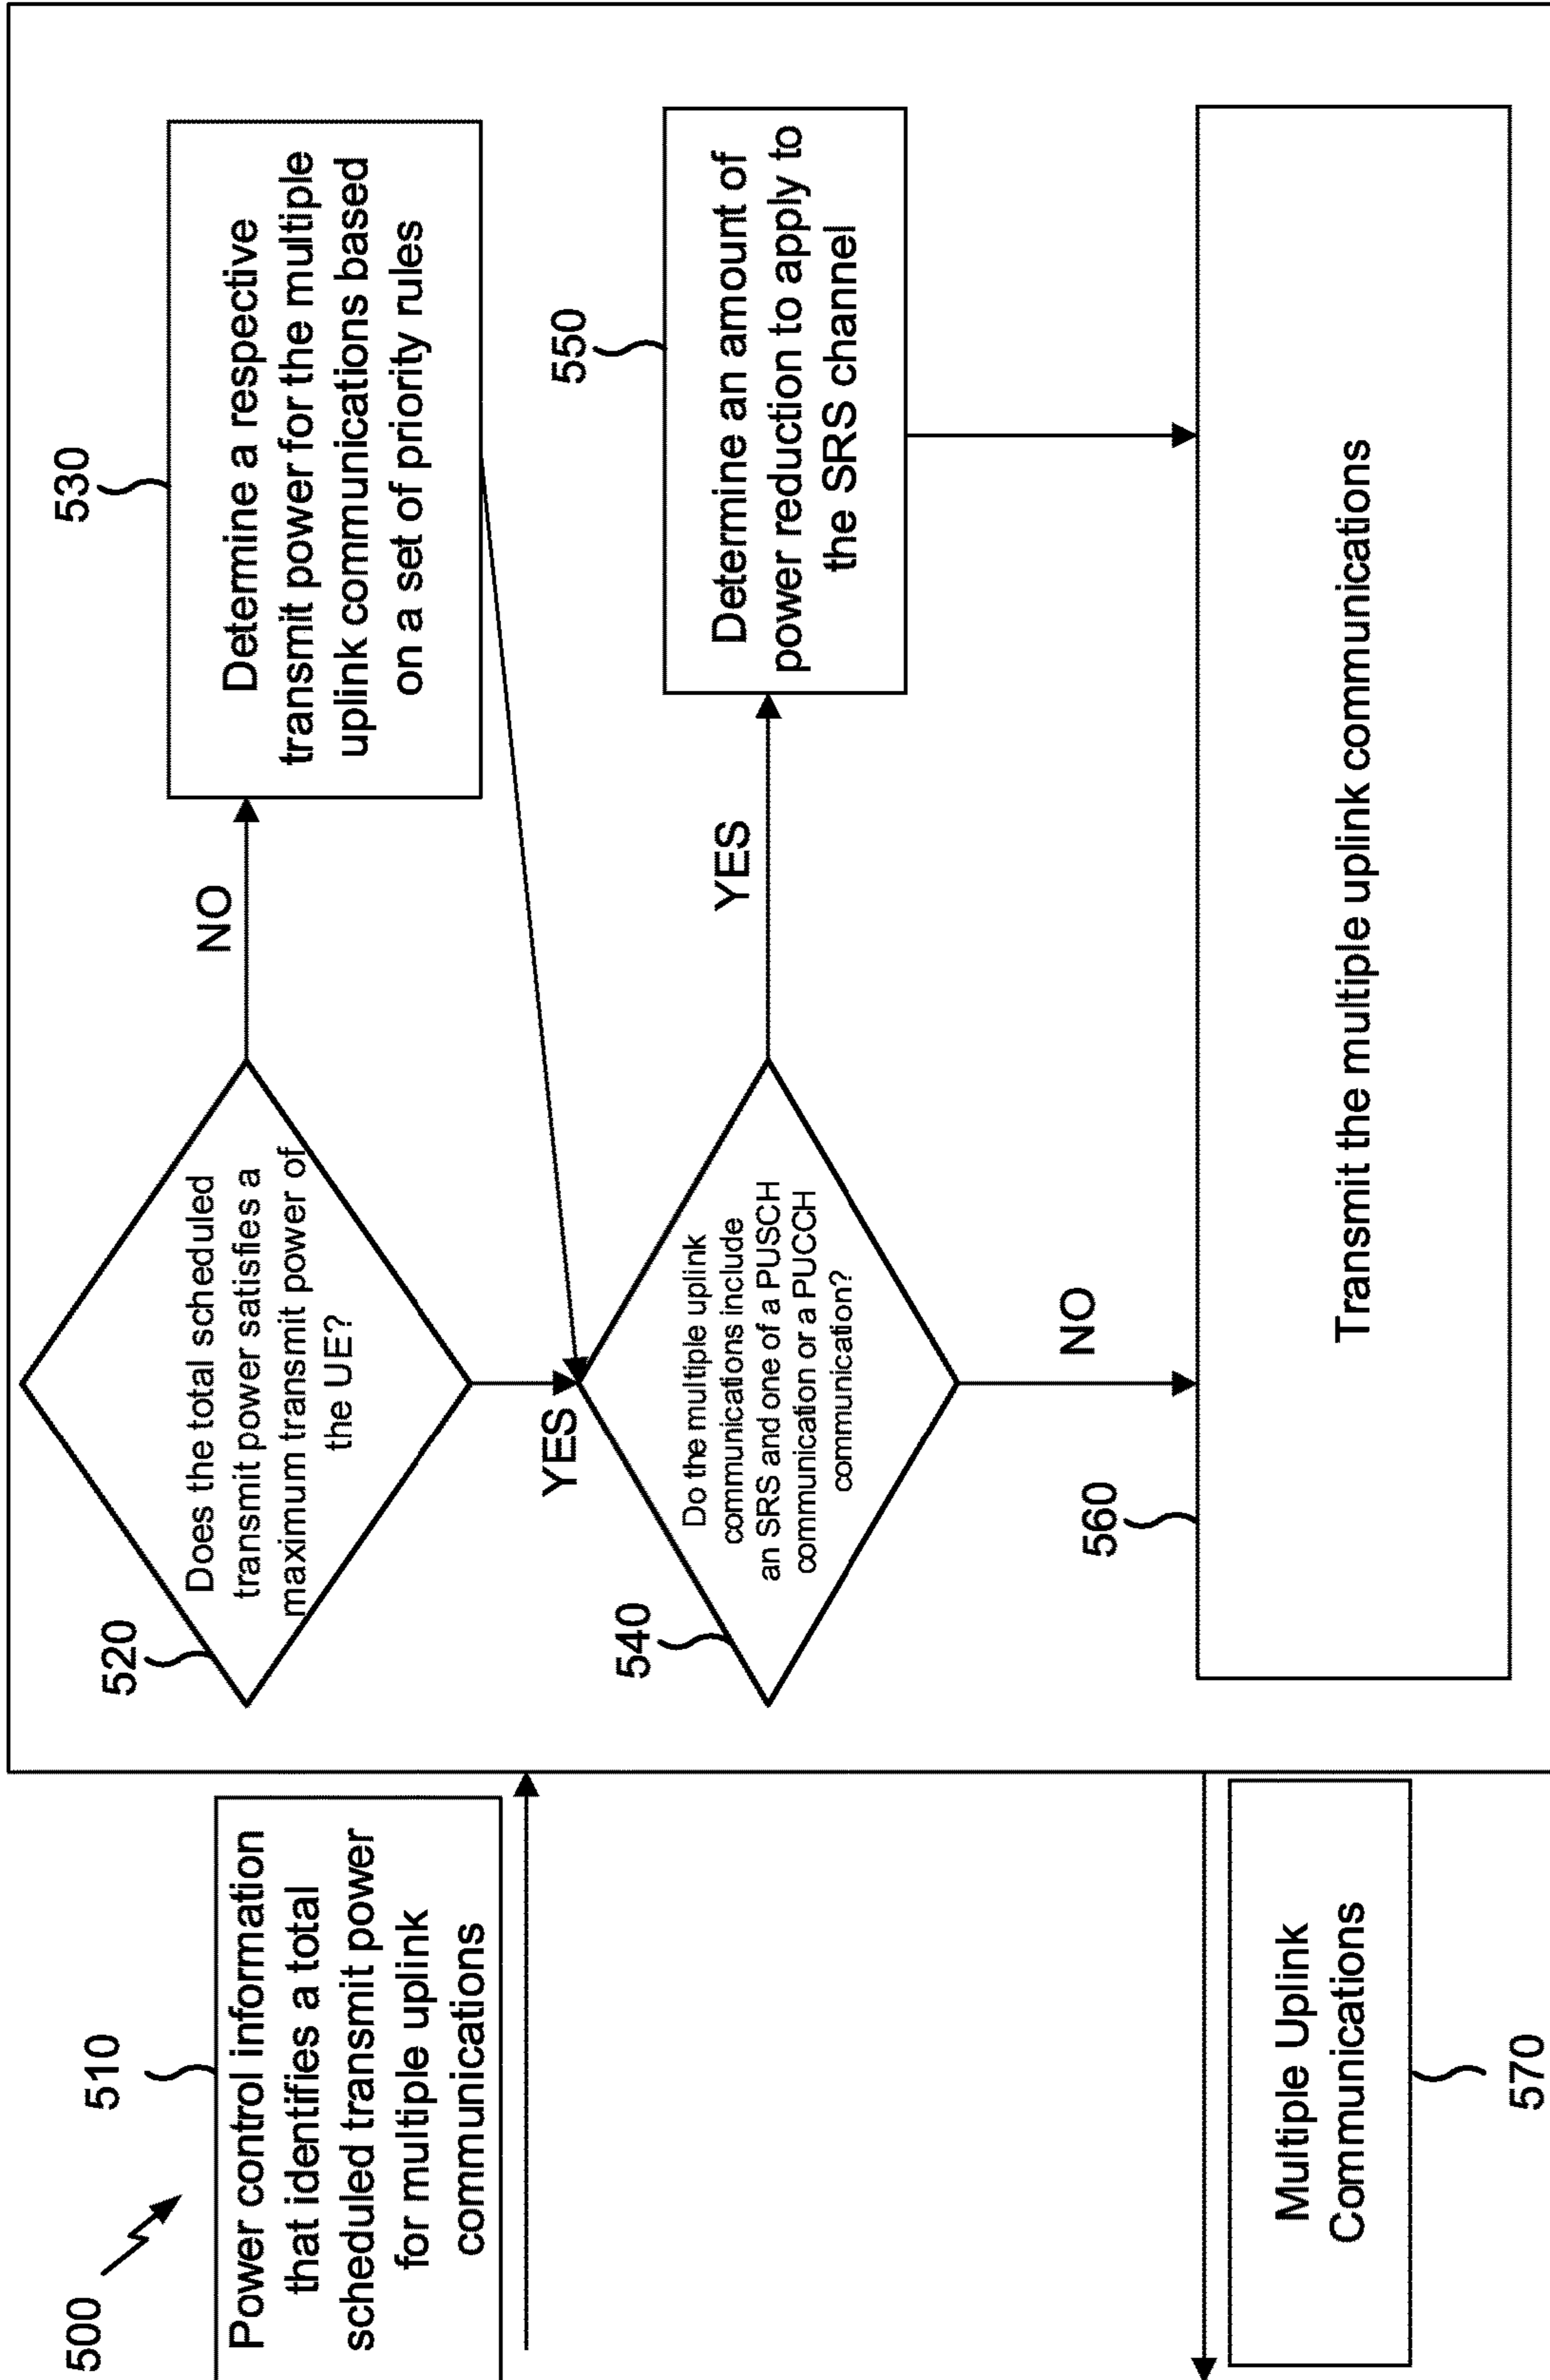 500
510
Power control information
that identifies a total
scheduled transmit power
for multiple uplink
communications
520
Does the total scheduled
transmit power satisfies a
maximum transmit power of
the UE?
NO
530
Determine a respective
transmit power for the multiple
uplink communications based
on a set of priority rules
YES
540
Do the multiple uplink
communications include
an SRS and one of a PUSCH
communication or a PUCCH
communication?
YES
550
Determine an amount of
power reduction to apply to
the SRS channel
NO
560
Transmit the multiple uplink communications
Multiple Uplink
Communications
570